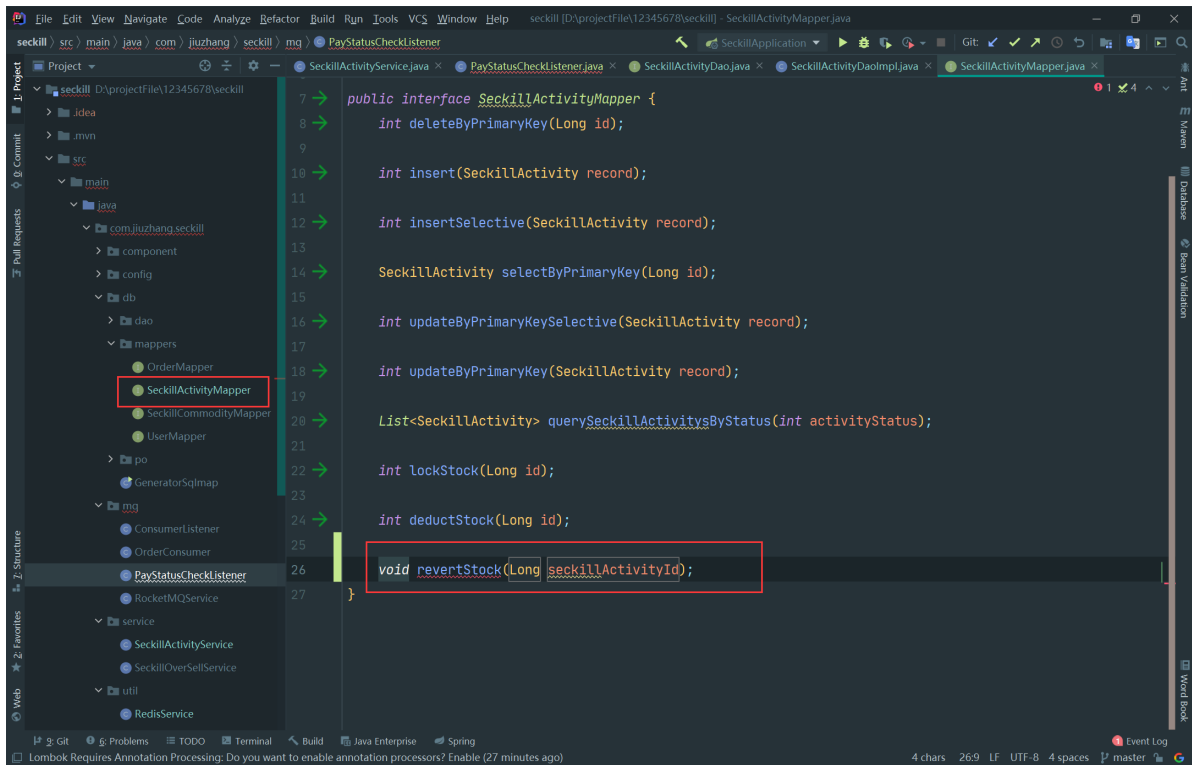 File Edit View Navigate Code Analyze Refactor Build Run Tools VCS Window Help seckill [D:\projectFile\12345678\seckill] - SeckillActivityMapper.java
seckill src main java com jiuzhang seckill mq PayStatusCheckListener SeckillApplication Git:
Project SeckillActivityService.java PayStatusCheckListener.java SeckillActivityDao.java SeckillActivityDaoImpl.java SeckillActivityMapper.java
1: Project
0: Commit
Pull Requests
7: Structure
2: Favorites
Web
seckill D:\projectFile\12345678\seckill
.idea
.mvn
src
main
java
com.jiuzhang.seckill
component
config
db
dao
mappers
OrderMapper
SeckillActivityMapper
SeckillCommodityMapper
UserMapper
po
GeneratorSqlmap
mq
ConsumerListener
OrderConsumer
PayStatusCheckListener
RocketMQService
service
SeckillActivityService
SeckillOverSellService
util
RedisService
1 4
7 public interface SeckillActivityMapper {
8 int deleteByPrimaryKey(Long id);
9
10 int insert(SeckillActivity record);
11
12 int insertSelective(SeckillActivity record);
13
14 SeckillActivity selectByPrimaryKey(Long id);
15
16 int updateByPrimaryKeySelective(SeckillActivity record);
17
18 int updateByPrimaryKey(SeckillActivity record);
19
20 List<SeckillActivity> querySeckillActivitysByStatus(int activityStatus);
21
22 int lockStock(Long id);
23
24 int deductStock(Long id);
25
26 void revertStock(Long seckillActivityId);
27 }
Ant
m Maven
Database
Bean Validation
Word Book
9: Git 6: Problems TODO Terminal Build Java Enterprise Spring 1 Event Log
Lombok Requires Annotation Processing: Do you want to enable annotation processors? Enable (27 minutes ago) 4 chars 26:9 LF UTF-8 4 spaces master